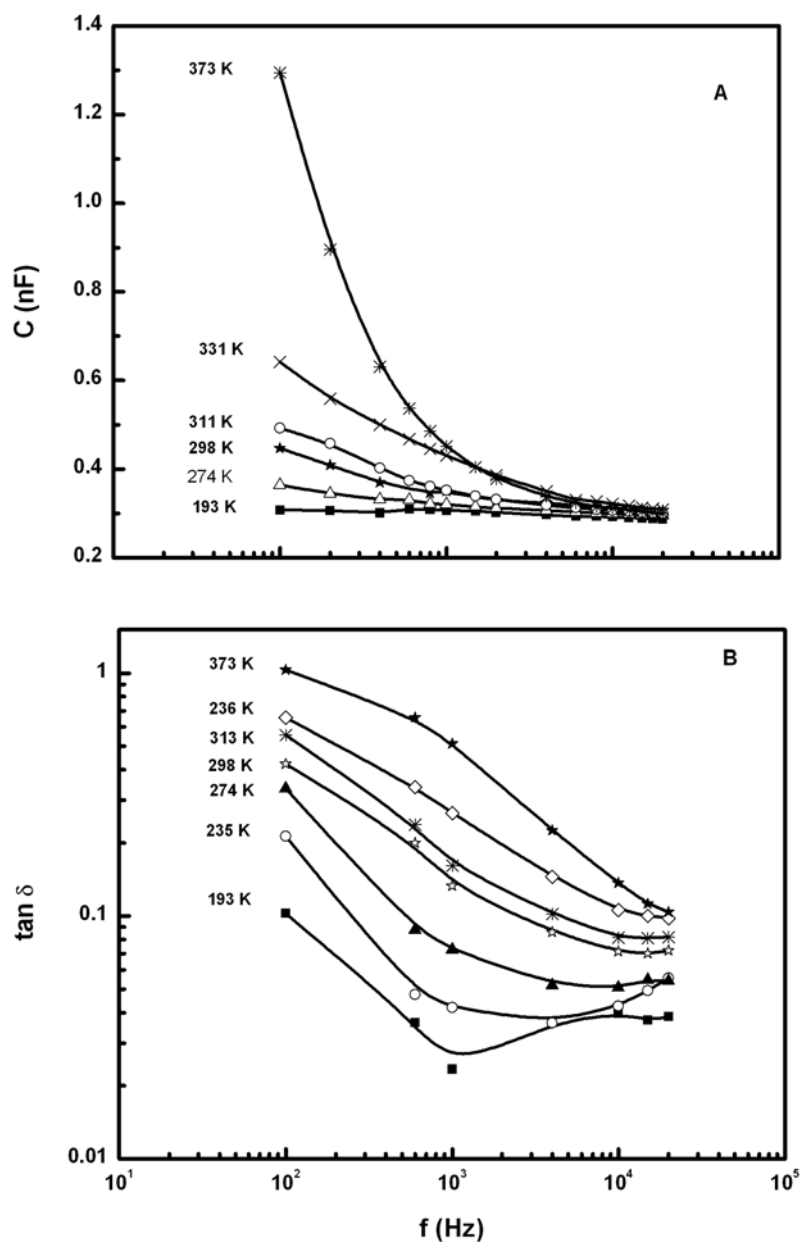 1.4
1.2
1.0
0.8
0.6
0.4
0.2
C (nF)
A
373 K
331 K
311 K
298 K
274 K
193 K
1
0.1
0.01
tan δ
B
373 K
236 K
313 K
298 K
274 K
235 K
193 K
10¹ 10² 10³ 10⁴ 10⁵
f (Hz)